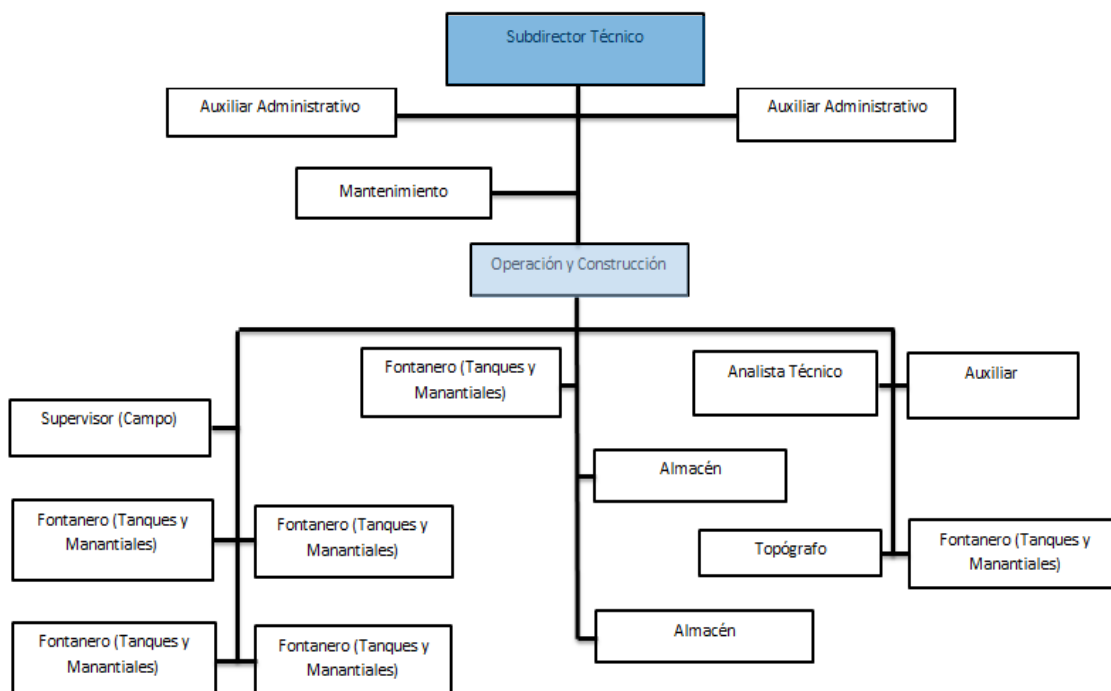 Subdirector Técnico
Auxiliar Administrativo
Auxiliar Administrativo
Mantenimiento
Operación y Construcción
Fontanero (Tanques y
Manantiales)
Analista Técnico
Auxiliar
Supervisor (Campo)
Almacén
Fontanero (Tanques y
Manantiales)
Fontanero (Tanques y
Manantiales)
Topógrafo
Fontanero (Tanques y
Manantiales)
Almacén
Fontanero (Tanques y
Manantiales)
Fontanero (Tanques y
Manantiales)